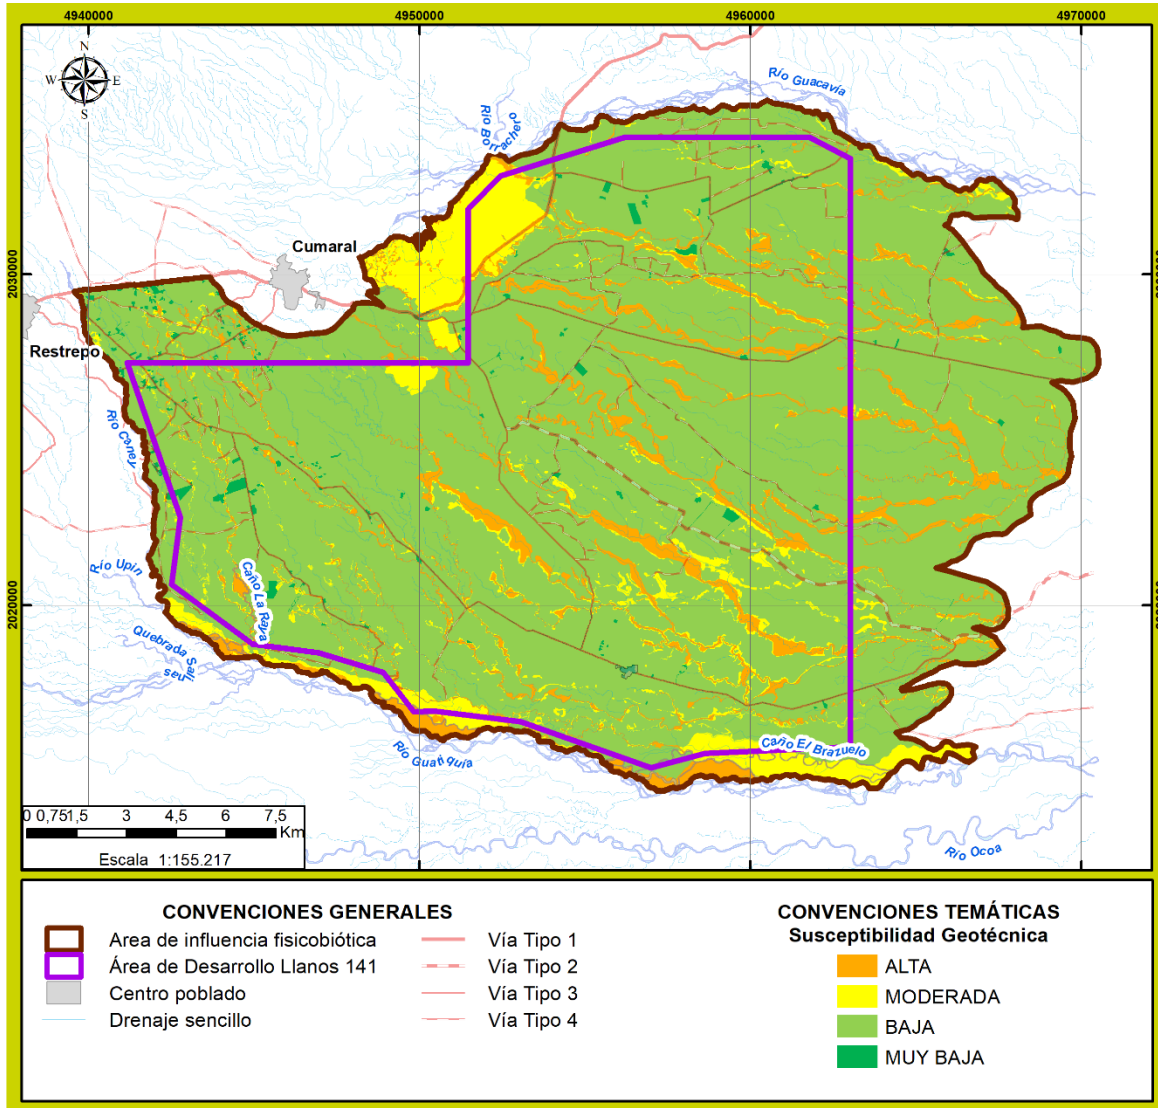 4940000
4950000
4960000
4970000
N
W
E
S
Río Guacavía
Río Borrachero
Cumaral
2030000
Restrepo
Río Caney
Río Upín
Caño La Raya
2020000
Quebrada Sali
nas
Río Guatiquía
Caño El Brazuelo
Río Ocoa
0 0,75 1,5 3 4,5 6 7,5
Km
Escala 1:155.217
CONVENCIONES GENERALES
Area de influencia fisicobiótica
Área de Desarrollo Llanos 141
Centro poblado
Drenaje sencillo
Vía Tipo 1
Vía Tipo 2
Vía Tipo 3
Vía Tipo 4
CONVENCIONES TEMÁTICAS
Susceptibilidad Geotécnica
ALTA
MODERADA
BAJA
MUY BAJA